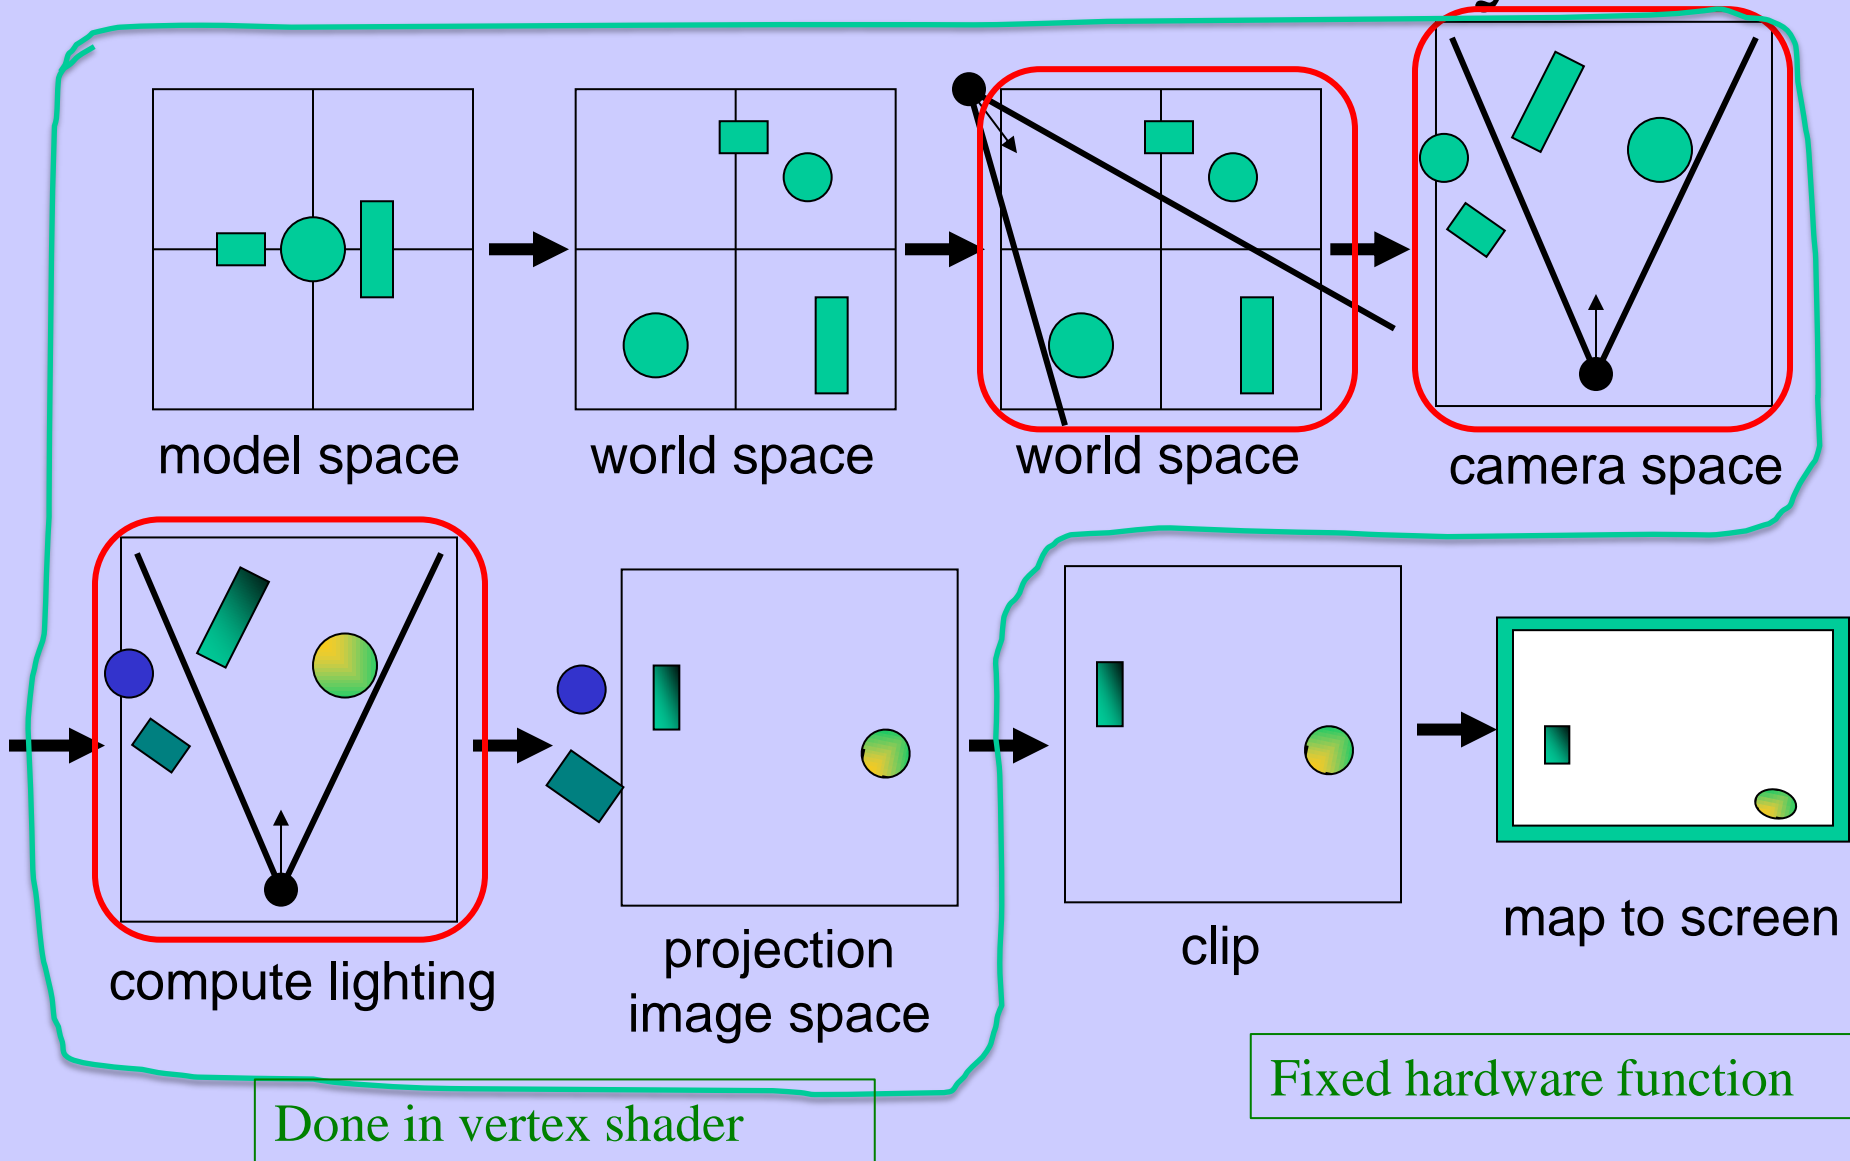 model space
world space
world space
camera space
compute lighting
projection
image space
clip
map to screen
Done in vertex shader
Fixed hardware function